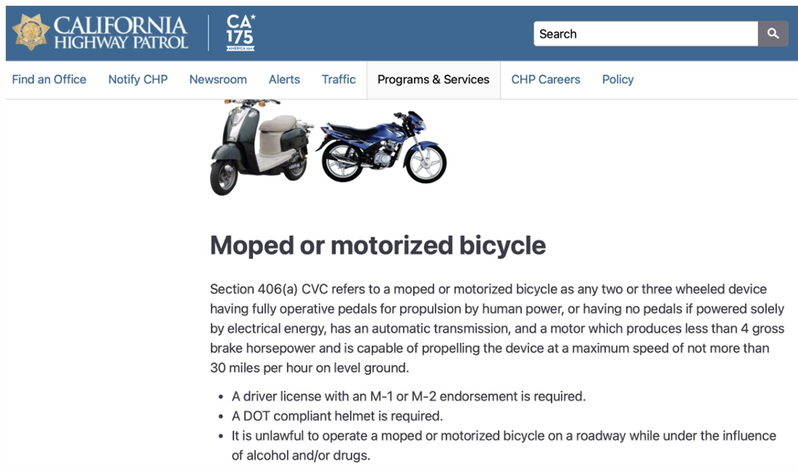 CALIFORNIA
HIGHWAY PATROL
CA
175
Search
Find an Office Notify CHP Newsroom Alerts Traffic Programs & Services CHP Careers Policy
Moped or motorized bicycle
Section 406(a) CVC refers to a moped or motorized bicycle as any two or three wheeled device
having fully operative pedals for propulsion by human power, or having no pedals if powered solely
by electrical energy, has an automatic transmission, and a motor which produces less than 4 gross
brake horsepower and is capable of propelling the device at a maximum speed of not more than
30 miles per hour on level ground.
• A driver license with an M-1 or M-2 endorsement is required.
• A DOT compliant helmet is required.
• It is unlawful to operate a moped or motorized bicycle on a roadway while under the influence
of alcohol and/or drugs.